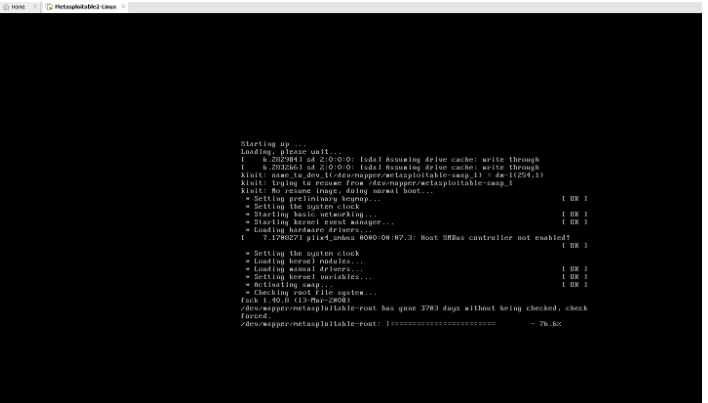 Home
Metasploitable2-Linux
Starting up ...
Loading, please wait...
[    6.282984] sd 2:0:0:0: [sda] Assuming drive cache: write through
[    6.283266] sd 2:0:0:0: [sda] Assuming drive cache: write through
kinit: name_to_dev_t(/dev/mapper/metasploitable-swap_1) = dm-1(254,1)
kinit: trying to resume from /dev/mapper/metasploitable-swap_1
kinit: No resume image, doing normal boot...
* Setting preliminary keymap... [ OK ]
* Setting the system clock
* Starting basic networking... [ OK ]
* Starting kernel event manager... [ OK ]
* Loading hardware drivers...
[    7.170827] piix4_smbus 0000:00:07.3: Host SMBus controller not enabled!
[ OK ]
* Setting the system clock
* Loading kernel modules...
* Loading manual drivers... [ OK ]
* Setting kernel variables... [ OK ]
* Activating swap... [ OK ]
* Checking root file system...
fsck 1.40.8 (13-Mar-2008)
/dev/mapper/metasploitable-root has gone 3703 days without being checked, check
forced.
/dev/mapper/metasploitable-root: |======================== - 76.6%